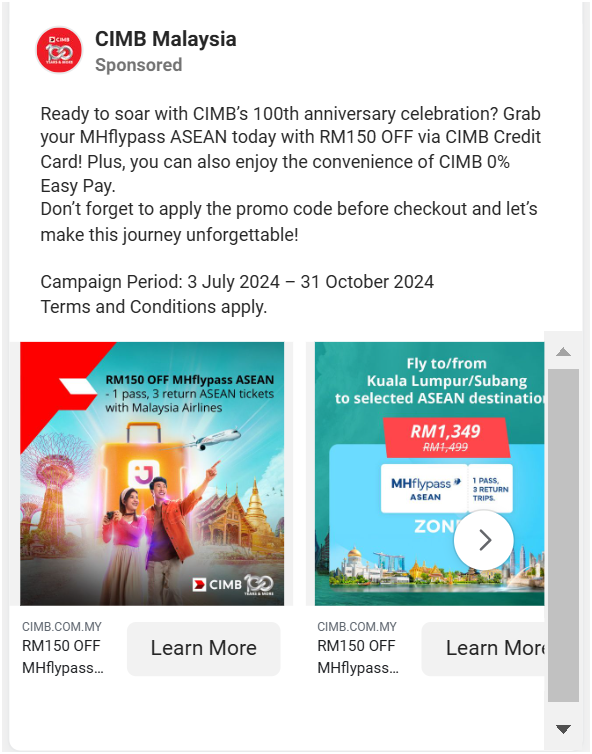 CIMB
100
YEARS & MORE
CIMB Malaysia
Sponsored
Ready to soar with CIMB’s 100th anniversary celebration? Grab
your MHflypass ASEAN today with RM150 OFF via CIMB Credit
Card! Plus, you can also enjoy the convenience of CIMB 0%
Easy Pay.
Don’t forget to apply the promo code before checkout and let’s
make this journey unforgettable!
Campaign Period: 3 July 2024 – 31 October 2024
Terms and Conditions apply.
RM150 OFF MHflypass ASEAN
- 1 pass, 3 return ASEAN tickets
with Malaysia Airlines
CIMB 100
YEARS & MORE
Fly to/from
Kuala Lumpur/Subang
to selected ASEAN destination
RM1,349
RM1,499
MHflypass
ASEAN
1 PASS,
3 RETURN
TRIPS.
ZONE
CIMB.COM.MY
RM150 OFF
MHflypass...
Learn More
CIMB.COM.MY
RM150 OFF
MHflypass...
Learn More